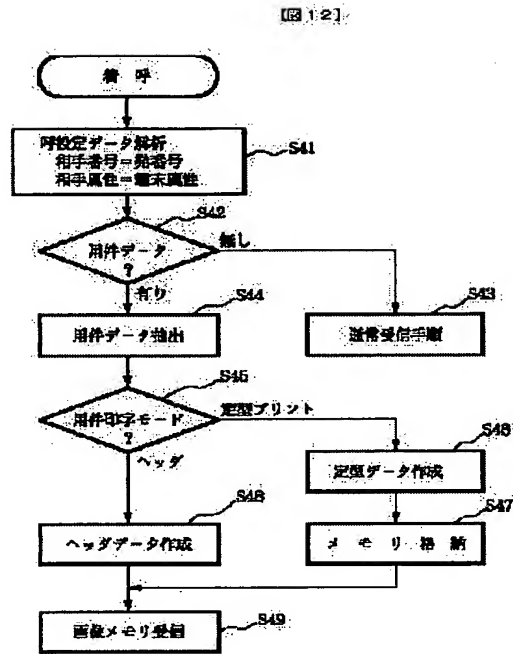 【図12】
着 呼
呼設定データ解析
相手番号=発番号
相手属性=端末属性
S41
S42
用件データ
?
無し
有り
S44
用件データ抽出
S43
通常受信手順
S45
用件印字モード
?
定型プリント
ヘッダ
S46
定型データ作成
S48
ヘッダデータ作成
S47
メ モ リ 格 納
S49
画像メモリ受信